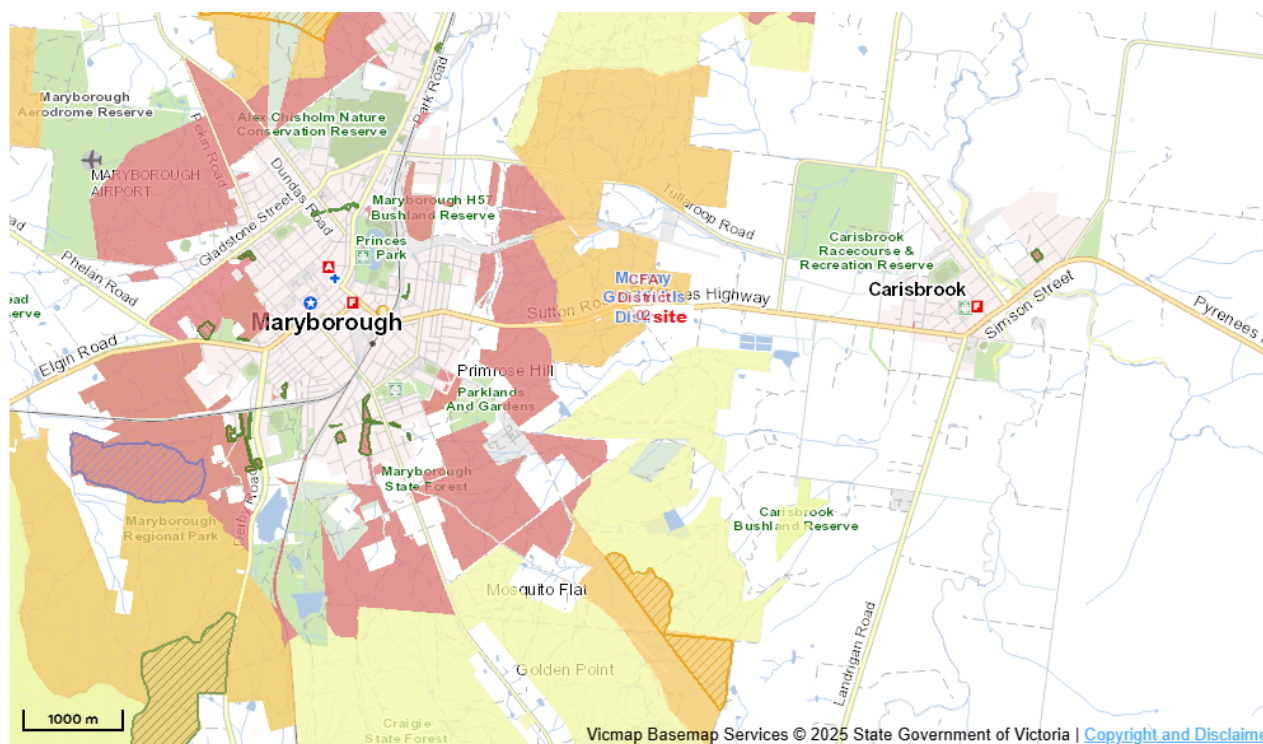 Maryborough
Aerodrome Reserve
Alex Chisholm Nature
Conservation Reserve
Park Road
Pekin Road
MARYBOROUGH
AIRPORT
Dundas Road
Gladstone Street
Maryborough H57
Bushland Reserve
Princes
Park
Tullaroop Road
Carisbrook
Racecourse &
Recreation Reserve
Phelan Road
A
F
Maryborough
Sutton Road
CFA
District
02
site
Highway
Carisbrook
F
Simson Street
Pyrenees
Elgin Road
Primrose Hill
Parklands
And Gardens
Maryborough
State Forest
Derby Road
Maryborough
Regional Park
Carisbrook
Bushland Reserve
Mosquito Flat
Golden Point
Landrigan Road
Craigie
State Forest
1000 m
Vicmap Basemap Services © 2025 State Government of Victoria | Copyright and Disclaime